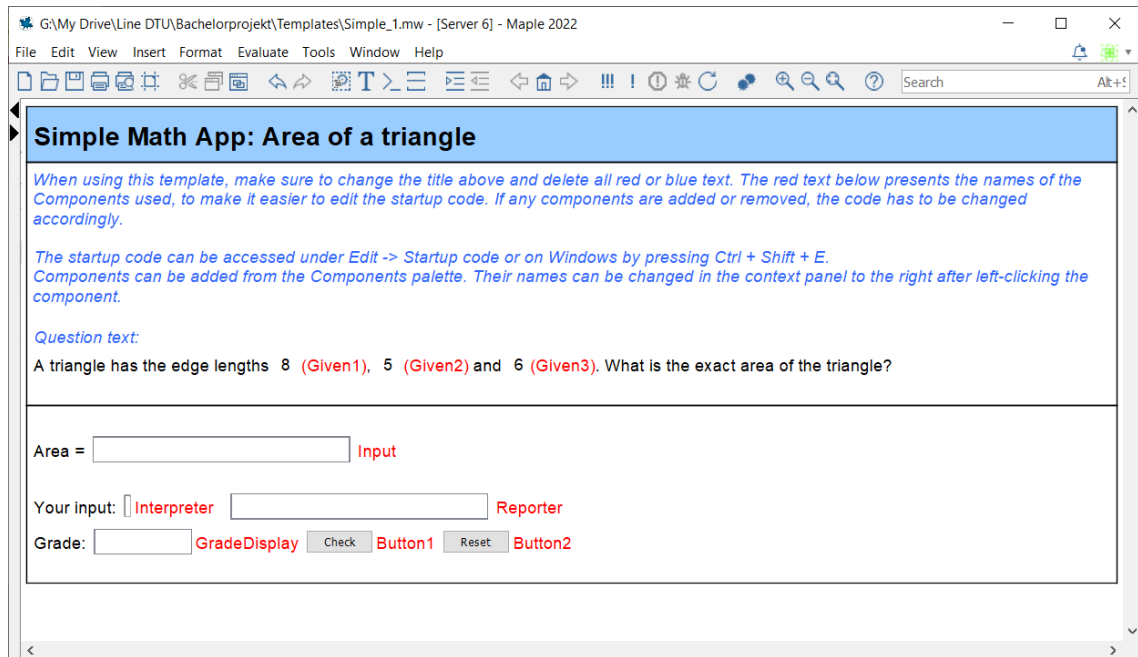 G:\My Drive\Line DTU\Bachelorprojekt\Templates\Simple_1.mw - [Server 6] - Maple 2022
File Edit View Insert Format Evaluate Tools Window Help
Search Alt+S
Simple Math App: Area of a triangle
When using this template, make sure to change the title above and delete all red or blue text. The red text below presents the names of the
Components used, to make it easier to edit the startup code. If any components are added or removed, the code has to be changed
accordingly.
The startup code can be accessed under Edit -> Startup code or on Windows by pressing Ctrl + Shift + E.
Components can be added from the Components palette. Their names can be changed in the context panel to the right after left-clicking the
component.
Question text:
A triangle has the edge lengths 8 (Given1), 5 (Given2) and 6 (Given3). What is the exact area of the triangle?
Area = Input
Your input: Interpreter Reporter
Grade: GradeDisplay Check Button1 Reset Button2